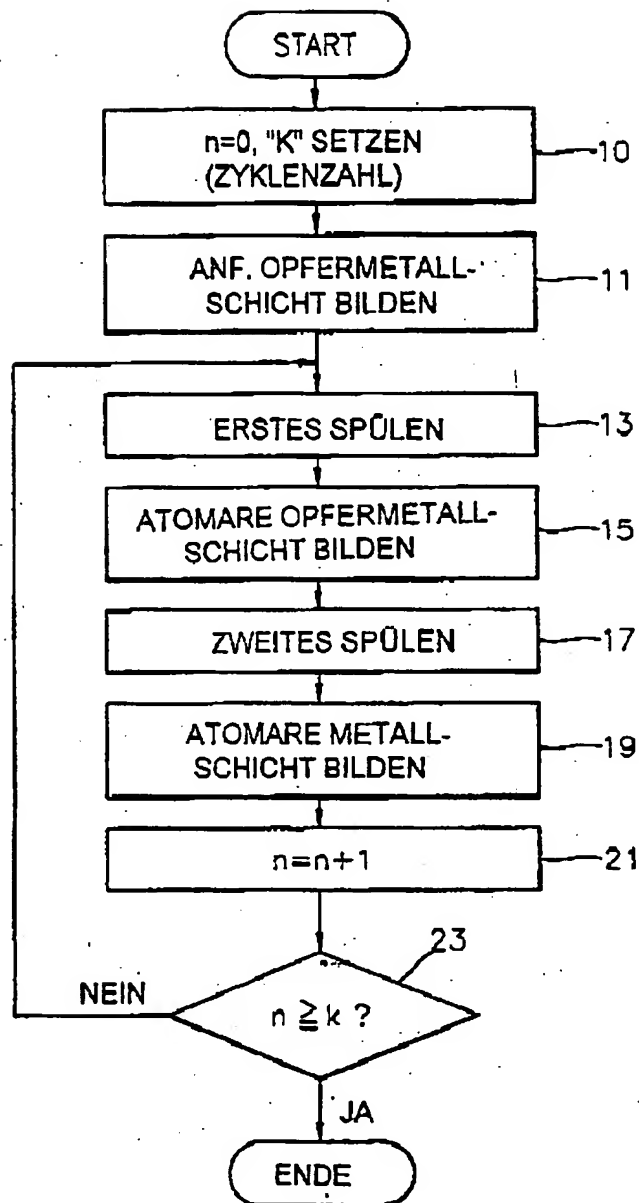 START
n=0, "K" SETZEN
(ZYKLENZAHL)
10
ANF. OPFERMETALL-
SCHICHT BILDEN
11
ERSTES SPÜLEN
13
ATOMARE OPFERMETALL-
SCHICHT BILDEN
15
ZWEITES SPÜLEN
17
ATOMARE METALL-
SCHICHT BILDEN
19
n=n+1
21
23
NEIN
n ≧ k ?
JA
ENDE